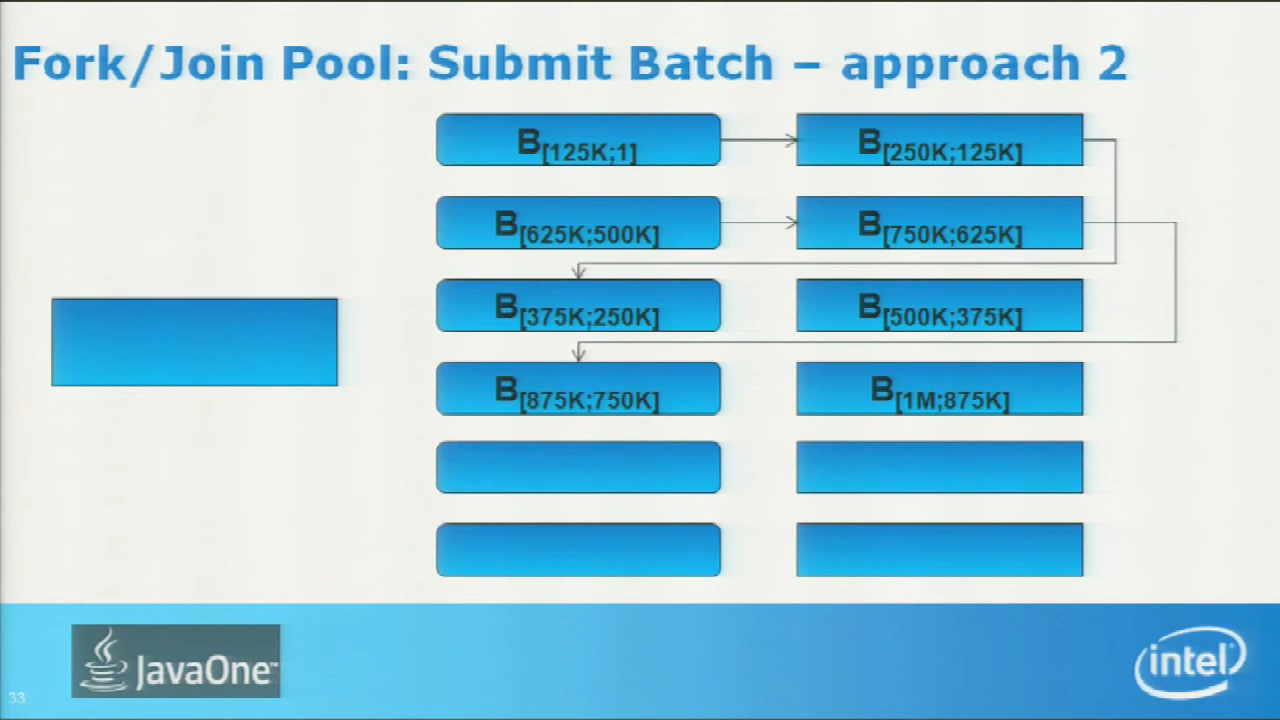 Fork/Join Pool: Submit Batch – approach 2
B[125K;1]
B[250K;125K]
B[625K;500K]
B[750K;625K]
B[375K;250K]
B[500K;375K]
B[875K;750K]
B[1M;875K]
33
JavaOne™
intel